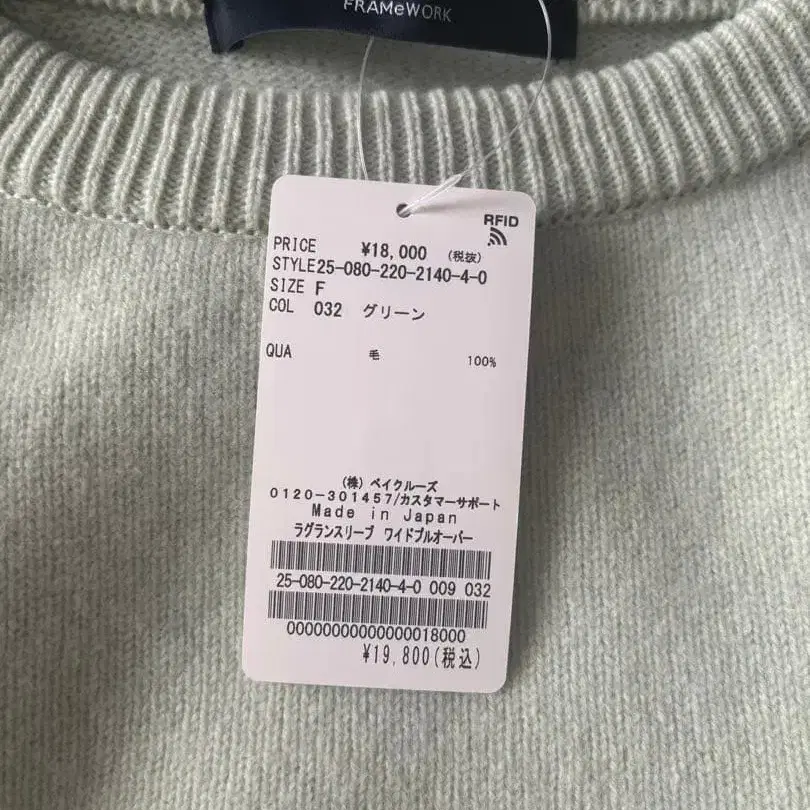 FRAMeWORK
RFID
PRICE ¥18,000 (税抜)
STYLE25-080-220-2140-4-0
SIZE F
COL 032 グリーン
QUA 毛 100%
(株) ベイクルーズ
0120-301457/カスタマーサポート
Made in Japan
ラグランスリーブ ワイドプルオーバー
25-080-220-2140-4-0 009 032
00000000000000018000
¥19,800(税込)